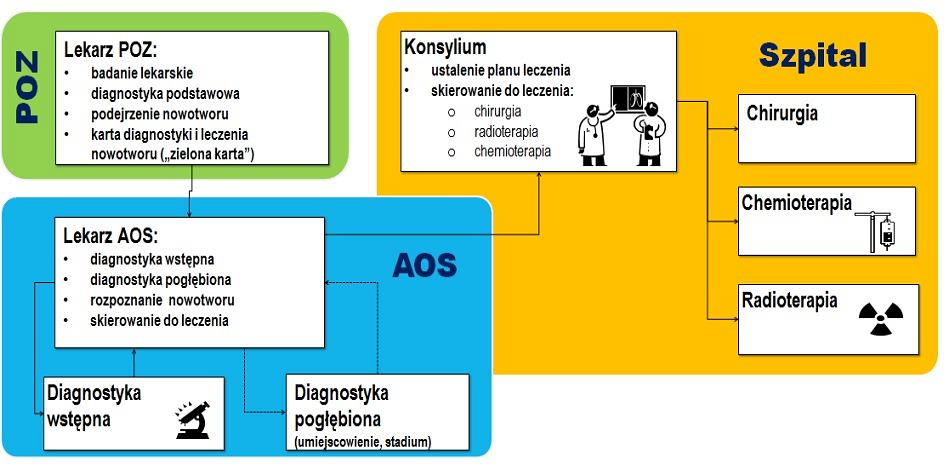 POZ
Lekarz POZ:
• badanie lekarskie
• diagnostyka podstawowa
• podejrzenie nowotworu
• karta diagnostyki i leczenia
nowotworu („zielona karta”)
Szpital
Konsylium
• ustalenie planu leczenia
• skierowanie do leczenia:
o chirurgia
o radioterapia
o chemioterapia
Chirurgia
Chemioterapia
Radioterapia
AOS
Lekarz AOS:
• diagnostyka wstępna
• diagnostyka pogłębiona
• rozpoznanie nowotworu
• skierowanie do leczenia
Diagnostyka
wstępna
Diagnostyka
pogłębiona
(umiejscowienie, stadium)